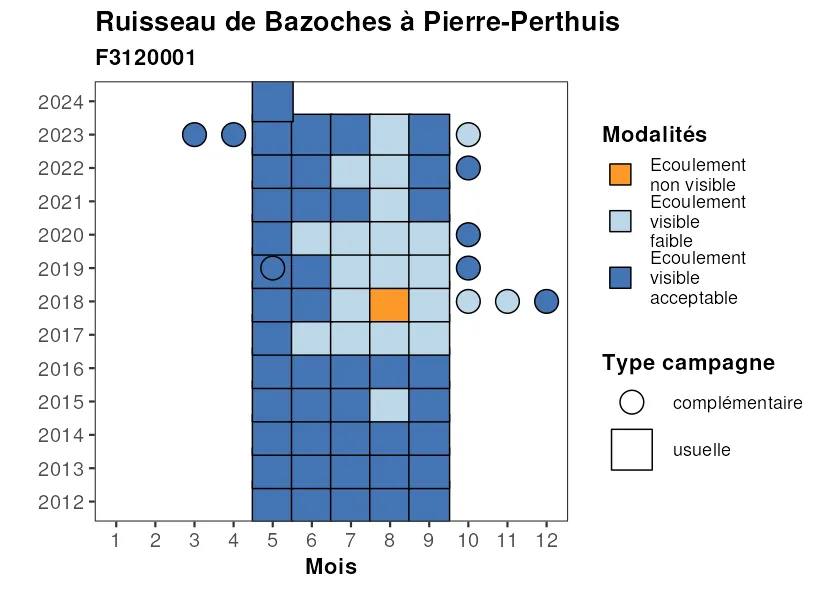 Ruisseau de Bazoches à Pierre-Perthuis
F3120001
2024
2023
2022
2021
2020
2019
2018
2017
2016
2015
2014
2013
2012
1 2 3 4 5 6 7 8 9 10 11 12
Mois
Modalités
Ecoulement
non visible
Ecoulement
visible
faible
Ecoulement
visible
acceptable
Type campagne
complémentaire
usuelle